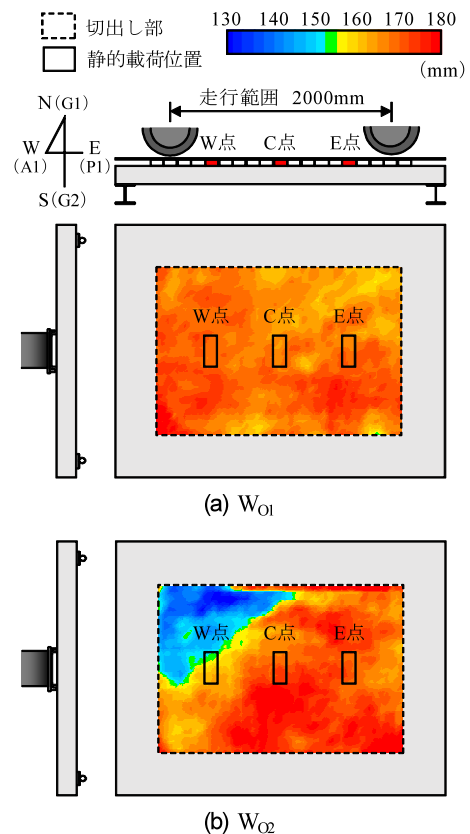 切出し部
静的載荷位置
130 140 150 160 170 180
(mm)
走行範囲 2000mm
N(G1)
W E
(A1) (P1)
S(G2)
W点 C点 E点
W点 C点 E点
(a) WO1
W点 C点 E点
(b) WO2